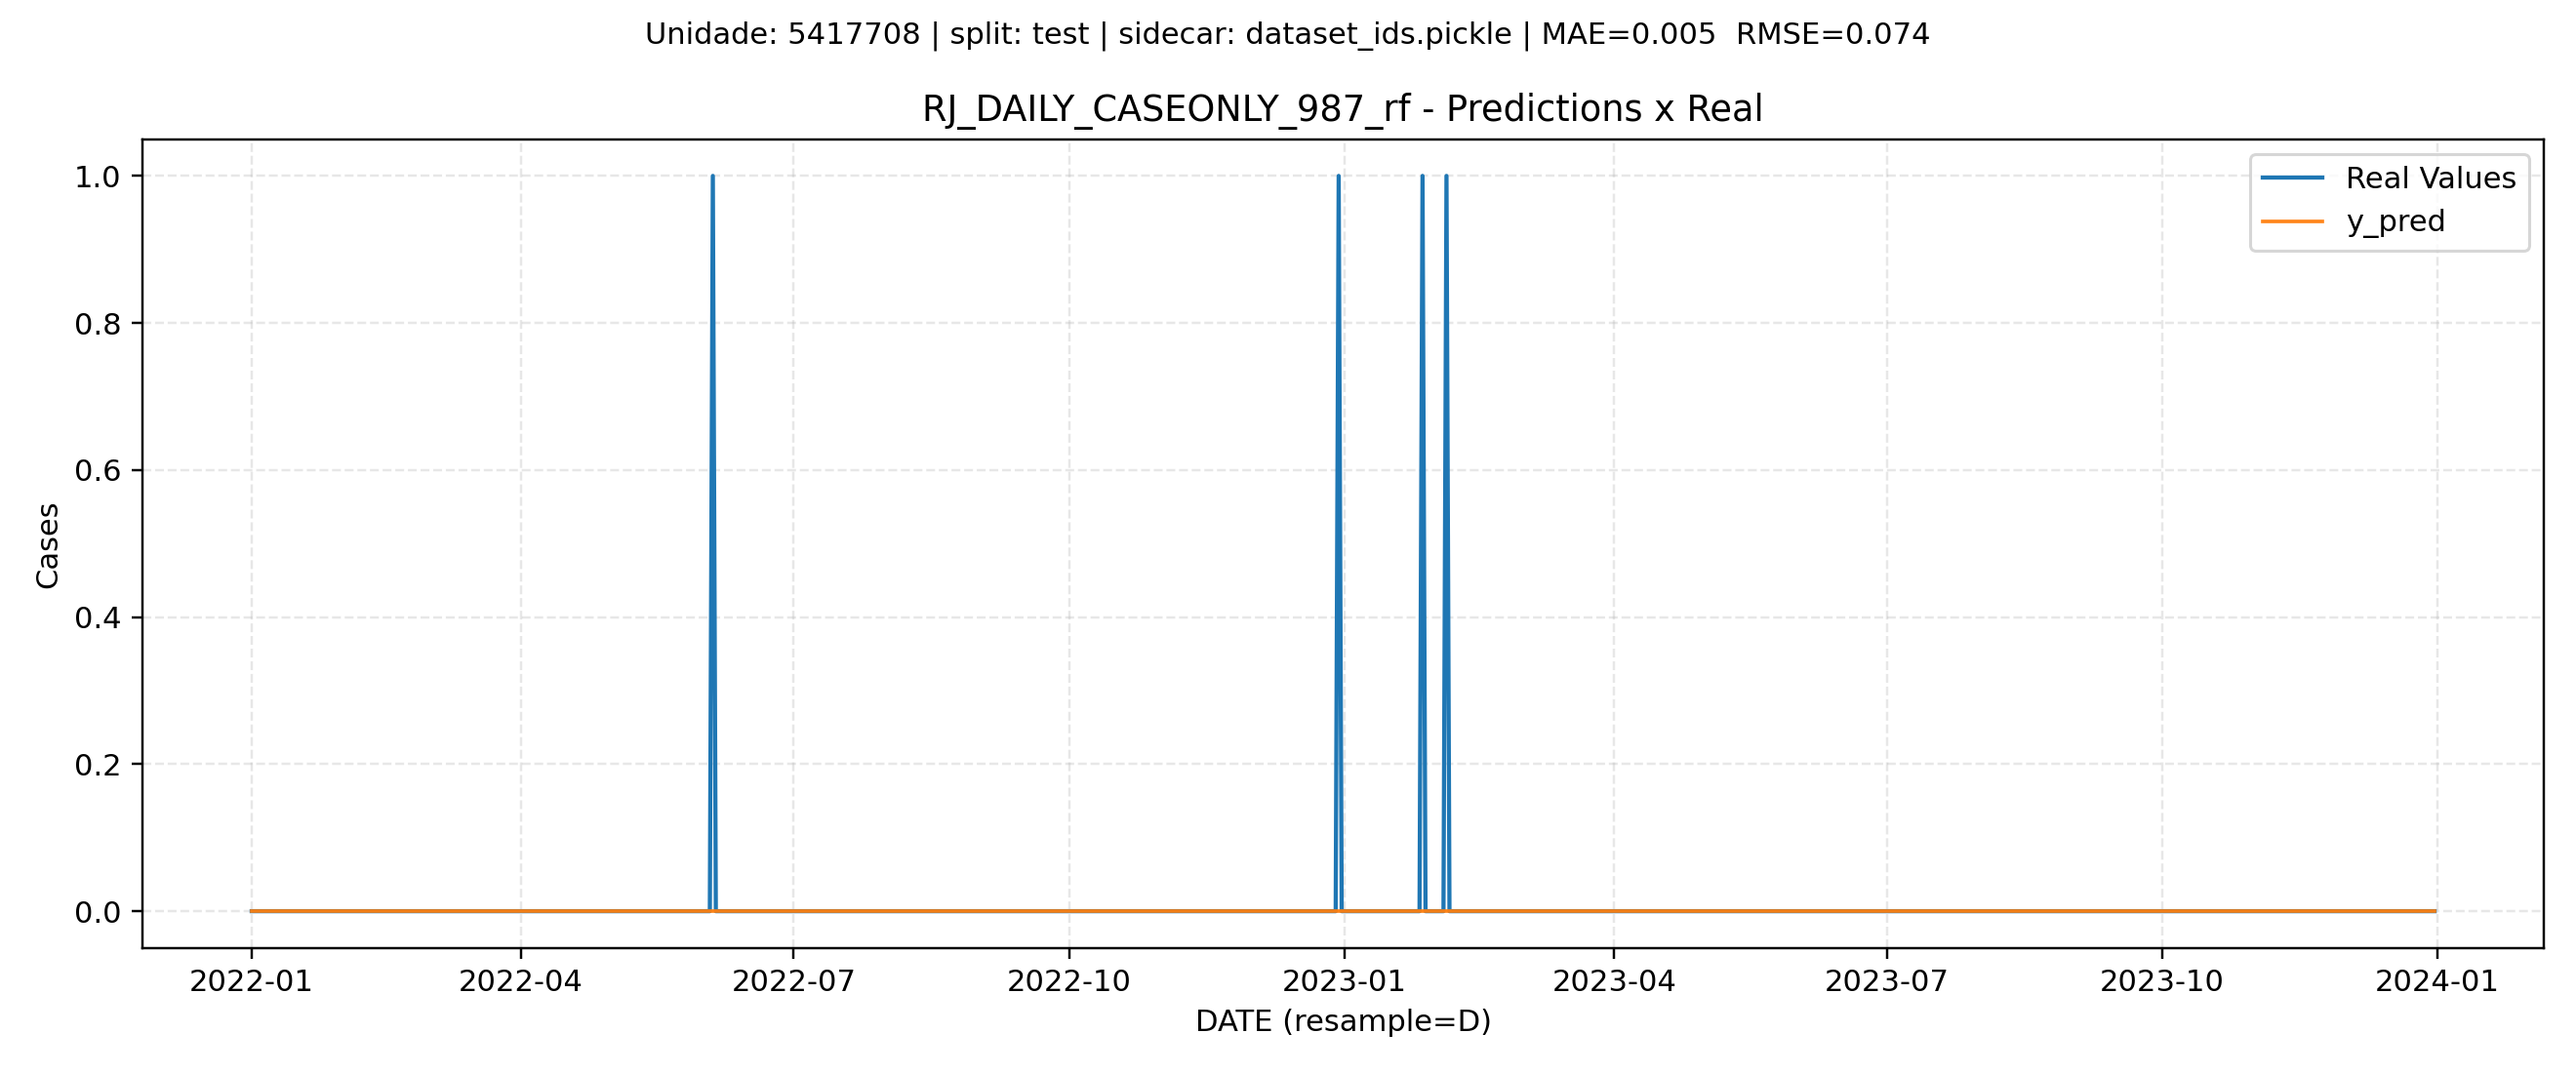 Unidade: 5417708 | split: test | sidecar: dataset_ids.pickle | MAE=0.005  RMSE=0.074
RJ_DAILY_CASEONLY_987_rf - Predictions x Real
Real Values
y_pred
1.0
0.8
0.6
0.4
0.2
0.0
Cases
2022-01 2022-04 2022-07 2022-10 2023-01 2023-04 2023-07 2023-10 2024-01
DATE (resample=D)